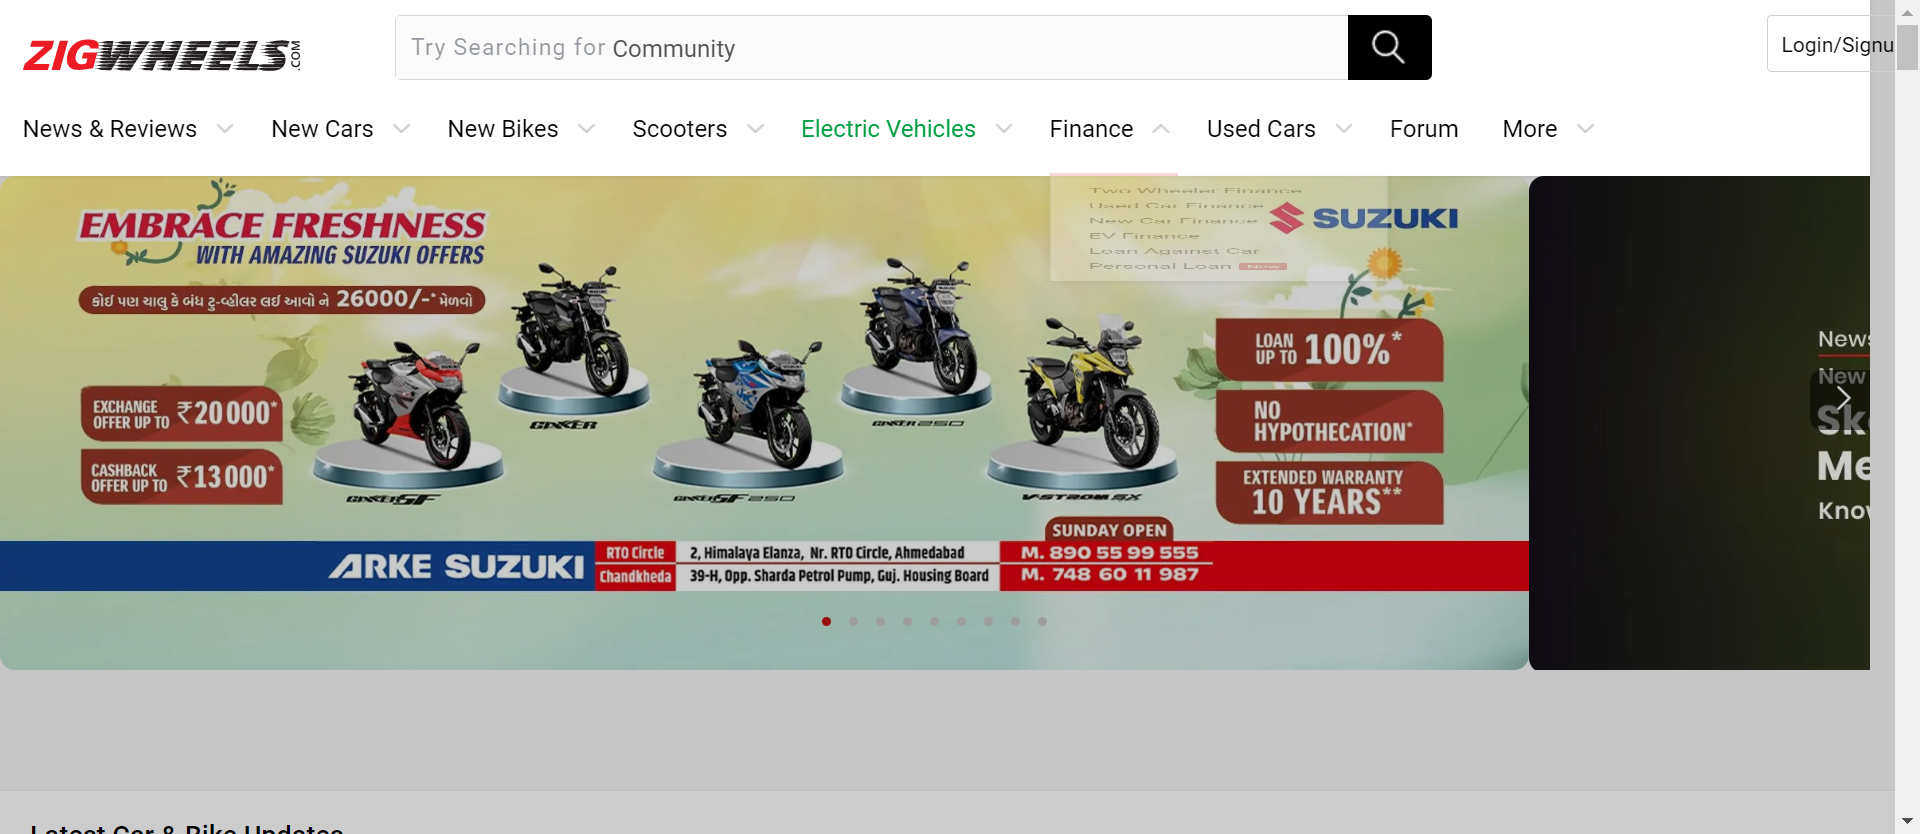 ZIGWHEELS.COM
Try Searching for Community
Login/Signu
News & Reviews
New Cars
New Bikes
Scooters
Electric Vehicles
Finance
Used Cars
Forum
More
Two Wheeler Finance
Used Car Finance
New Car Finance
EV Finance
Loan Against Car
Personal Loan New
EMBRACE FRESHNESS
WITH AMAZING SUZUKI OFFERS
SUZUKI
કોઈ પણ ચાલુ કે બંધ ટુ-વ્હીલર લઈ આવો ને 26000/-* મેળવો
EXCHANGE
OFFER UP TO ₹20 000*
CASHBACK
OFFER UP TO ₹13 000*
GIXXER SF
GIXXER
GIXXER SF 250
GIXXER 250
V-STROM SX
LOAN
UP TO 100%*
NO
HYPOTHECATION*
EXTENDED WARRANTY
10 YEARS**
SUNDAY OPEN
ARKE SUZUKI
RTO Circle
2, Himalaya Elanza, Nr. RTO Circle, Ahmedabad
M. 890 55 99 555
Chandkheda
39-H, Opp. Sharda Petrol Pump, Guj. Housing Board
M. 748 60 11 987
News
New
Sk
Me
Know
Latest Car & Bike Updates